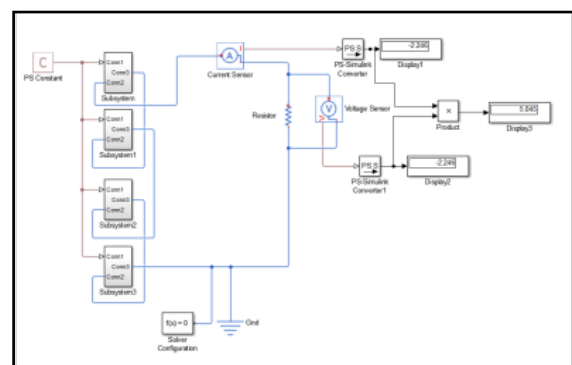 C
PS Constant
Conn1
Conn3
Conn2
Subsystem
Conn1
Conn3
Conn2
Subsystem1
Conn1
Conn3
Conn2
Subsystem2
Conn1
Conn3
Conn2
Subsystem3
A
I
Current Sensor
Resistor
V
Voltage Sensor
PS S
PS-Simulink
Converter
-2.246
Display1
×
Product
5.045
Display3
PS S
PS-Simulink
Converter1
-2.246
Display2
f(x) = 0
Solver
Configuration
Gnd